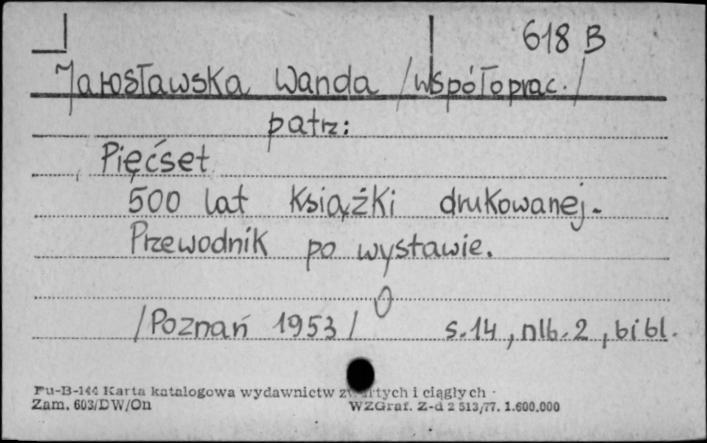 618 B
Jarosławska Wanda /współoprac./
patrz:
Pięćset
500 lat książki drukowanej.
Przewodnik po wystawie.
/Poznań 1953/ s.14, nlb.2, bibl.
Pu-B-144 Karta katalogowa wydawnictw zwartych i ciągłych
Zam. 603/DW/On WZGraf. Z-d 2 513/77. 1.600.000